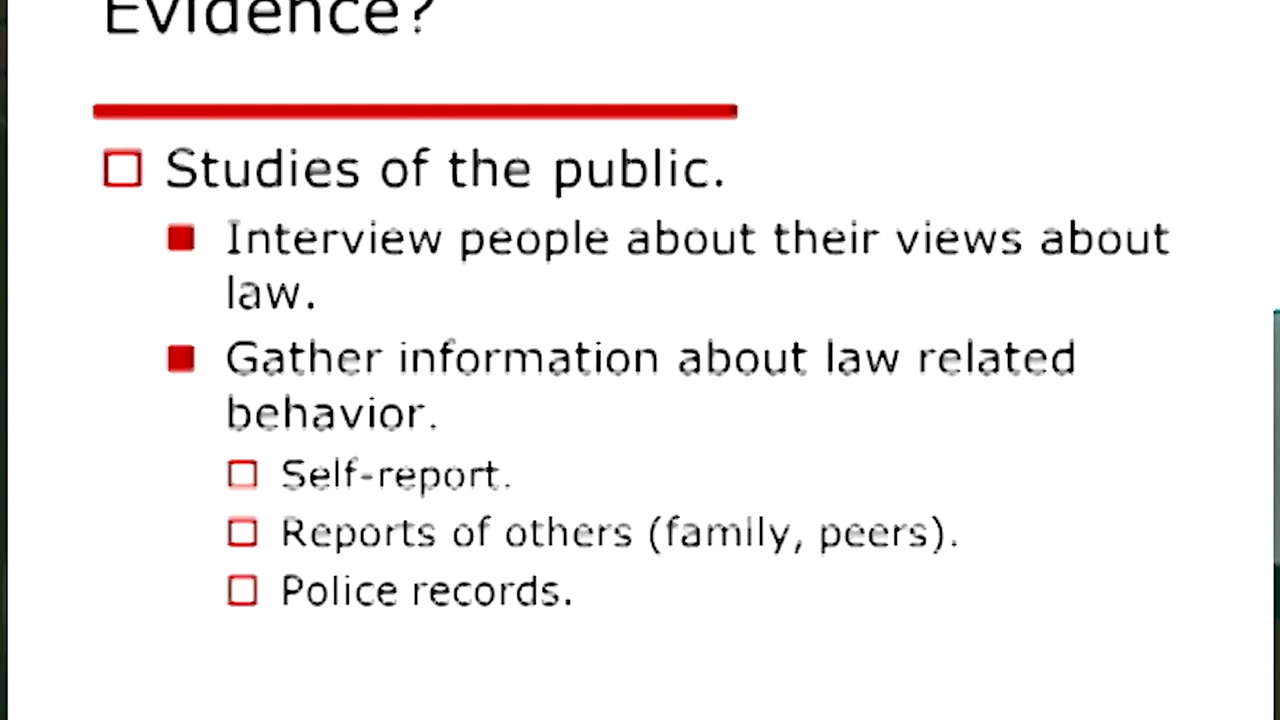 Evidence?
Studies of the public.
Interview people about their views about
law.
Gather information about law related
behavior.
Self-report.
Reports of others (family, peers).
Police records.